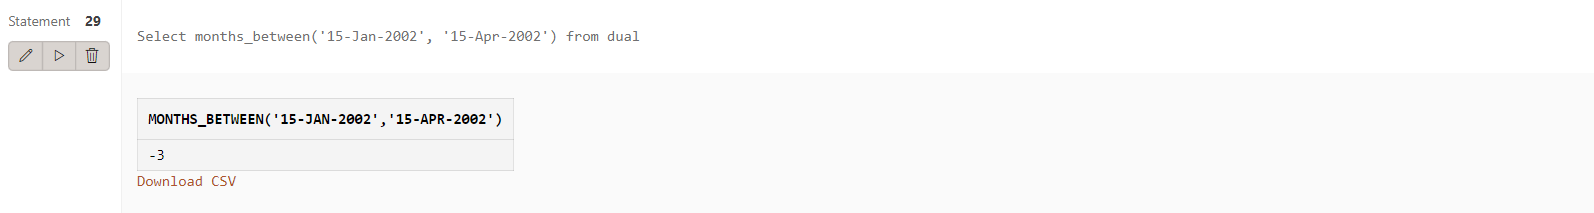 Statement 29
Select months_between('15-Jan-2002', '15-Apr-2002') from dual
MONTHS_BETWEEN('15-JAN-2002','15-APR-2002')
-3
Download CSV